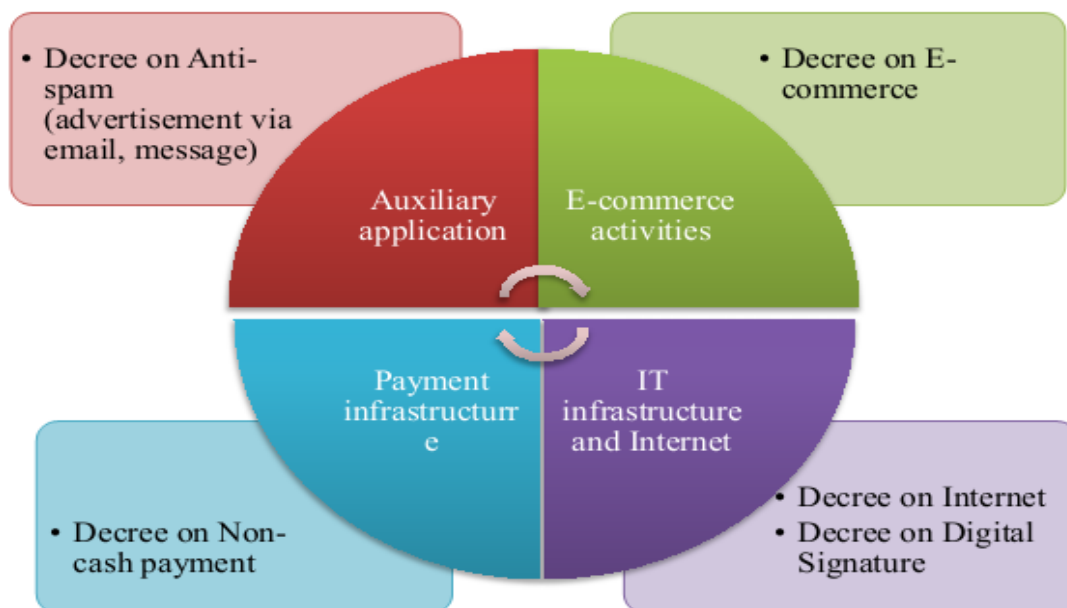 • Decree on Anti-
spam
(advertisement via
email, message)
• Decree on E-
commerce
Auxiliary
application
E-commerce
activities
Payment
infrastructurr
e
IT
infrastructure
and Internet
• Decree on Non-
cash payment
• Decree on Internet
• Decree on Digital
Signature